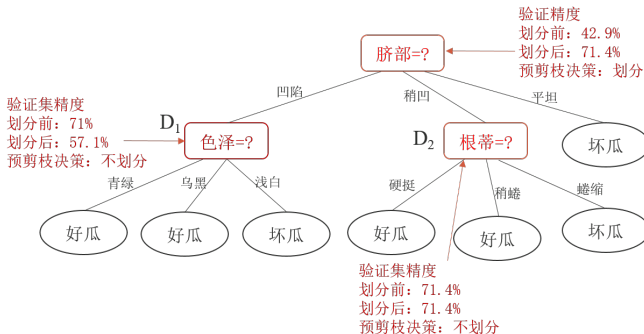 验证精度
划分前: 42.9%
划分后: 71.4%
预剪枝决策: 划分
脐部=?
凹陷
稍凹
平坦
验证集精度
划分前: 71%
划分后: 57.1%
预剪枝决策: 不划分
D1
色泽=?
D2
根蒂=?
坏瓜
青绿
乌黑
浅白
硬挺
稍蜷
蜷缩
好瓜
好瓜
坏瓜
好瓜
好瓜
坏瓜
验证集精度
划分前: 71.4%
划分后: 71.4%
预剪枝决策: 不划分